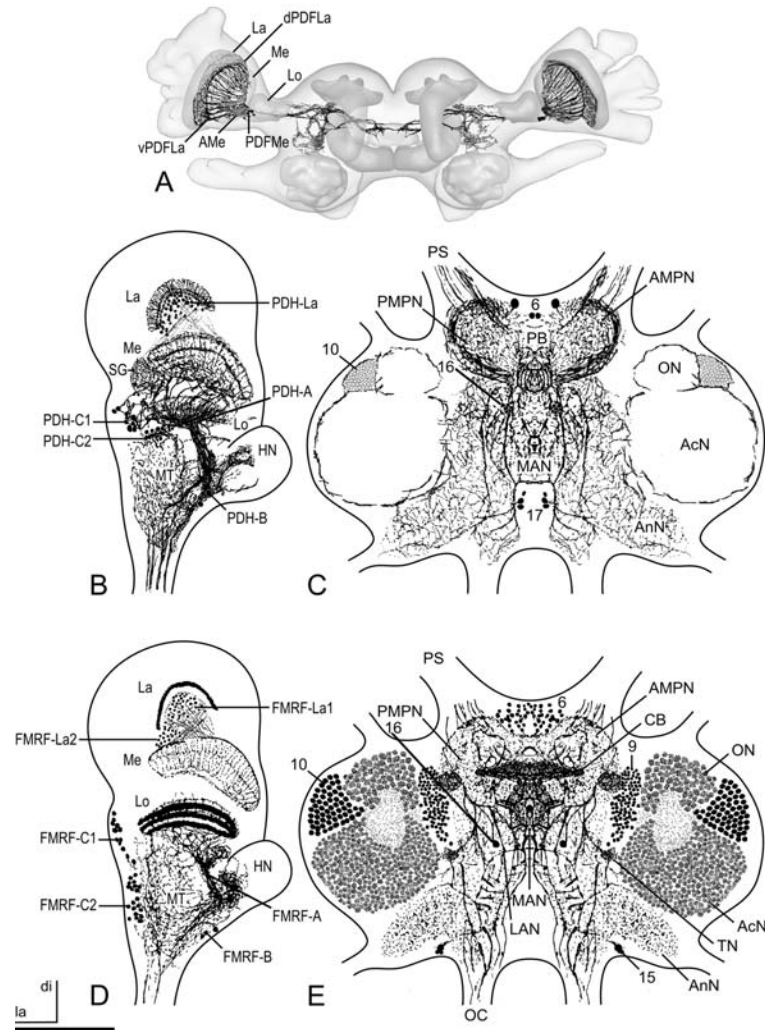 La
dPDFLa
Me
Lo
vPDFLa
AMe
PDFMe
A
PS
La
PDH-La
Me
SG
PDH-A
PDH-C1
Lo
PDH-C2
HN
MT
PDH-B
B
6
AMPN
PMPN
PB
10
16
ON
AcN
MAN
17
AnN
C
La
FMRF-La1
FMRF-La2
Me
Lo
FMRF-C1
HN
FMRF-C2
MT
FMRF-A
FMRF-B
D
di
la
PS
6
AMPN
PMPN
CB
16
9
ON
10
MAN
AcN
LAN
TN
15
AnN
OC
E